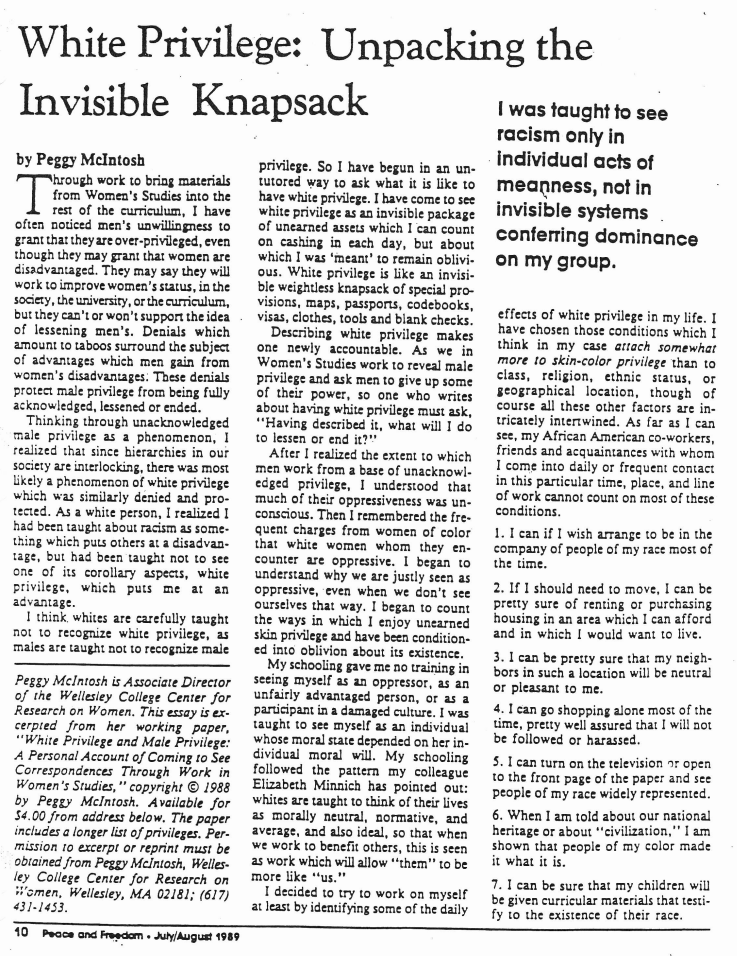 White Privilege: Unpacking the
Invisible Knapsack
by Peggy McIntosh
Through work to bring materials
from Women's Studies into the
rest of the curriculum, I have
often noticed men's unwillingness to
grant that they are over-privileged, even
though they may grant that women are
disadvantaged. They may say they will
work to improve women's status, in the
society, the university, or the curriculum,
but they can't or won't support the idea
of lessening men's. Denials which
amount to taboos surround the subject
of advantages which men gain from
women's disadvantages. These denials
protect male privilege from being fully
acknowledged, lessened or ended.
Thinking through unacknowledged
male privilege as a phenomenon, I
realized that since hierarchies in our
society are interlocking, there was most
likely a phenomenon of white privilege
which was similarly denied and pro-
tected. As a white person, I realized I
had been taught about racism as some-
thing which puts others at a disadvan-
tage, but had been taught not to see
one of its corollary aspects, white
privilege, which puts me at an
advantage.
I think whites are carefully taught
not to recognize white privilege, as
males are taught not to recognize male
Peggy McIntosh is Associate Director
of the Wellesley College Center for
Research on Women. This essay is ex-
cerpted from her working paper,
"White Privilege and Male Privilege:
A Personal Account of Coming to See
Correspondences Through Work in
Women's Studies," copyright © 1988
by Peggy McIntosh. Available for
$4.00 from address below. The paper
includes a longer list of privileges. Per-
mission to excerpt or reprint must be
obtained from Peggy McIntosh, Welles-
ley College Center for Research on
Women, Wellesley, MA 02181; (617)
431-1453.
privilege. So I have begun in an un-
tutored way to ask what it is like to
have white privilege. I have come to see
white privilege as an invisible package
of unearned assets which I can count
on cashing in each day, but about
which I was 'meant' to remain oblivi-
ous. White privilege is like an invisi-
ble weightless knapsack of special pro-
visions, maps, passports, codebooks,
visas, clothes, tools and blank checks.
Describing white privilege makes
one newly accountable. As we in
Women's Studies work to reveal male
privilege and ask men to give up some
of their power, so one who writes
about having white privilege must ask,
"Having described it, what will I do
to lessen or end it?"
After I realized the extent to which
men work from a base of unacknowl-
edged privilege, I understood that
much of their oppressiveness was un-
conscious. Then I remembered the fre-
quent charges from women of color
that white women whom they en-
counter are oppressive. I began to
understand why we are justly seen as
oppressive, even when we don't see
ourselves that way. I began to count
the ways in which I enjoy unearned
skin privilege and have been condition-
ed into oblivion about its existence.
My schooling gave me no training in
seeing myself as an oppressor, as an
unfairly advantaged person, or as a
participant in a damaged culture. I was
taught to see myself as an individual
whose moral state depended on her in-
dividual moral will. My schooling
followed the pattern my colleague
Elizabeth Minnich has pointed out:
whites are taught to think of their lives
as morally neutral, normative, and
average, and also ideal, so that when
we work to benefit others, this is seen
as work which will allow "them" to be
more like "us."
I decided to try to work on myself
at least by identifying some of the daily
I was taught to see
racism only in
individual acts of
meanness, not in
invisible systems
conferring dominance
on my group.
effects of white privilege in my life. I
have chosen those conditions which I
think in my case attach somewhat
more to skin-color privilege than to
class, religion, ethnic status, or
geographical location, though of
course all these other factors are in-
tricately intertwined. As far as I can
see, my African American co-workers,
friends and acquaintances with whom
I come into daily or frequent contact
in this particular time, place, and line
of work cannot count on most of these
conditions.
1. I can if I wish arrange to be in the
company of people of my race most of
the time.
2. If I should need to move, I can be
pretty sure of renting or purchasing
housing in an area which I can afford
and in which I would want to live.
3. I can be pretty sure that my neigh-
bors in such a location will be neutral
or pleasant to me.
4. I can go shopping alone most of the
time, pretty well assured that I will not
be followed or harassed.
5. I can turn on the television or open
to the front page of the paper and see
people of my race widely represented.
6. When I am told about our national
heritage or about "civilization," I am
shown that people of my color made
it what it is.
7. I can be sure that my children will
be given curricular materials that testi-
fy to the existence of their race.
10 Peace and Freedom • July/August 1989